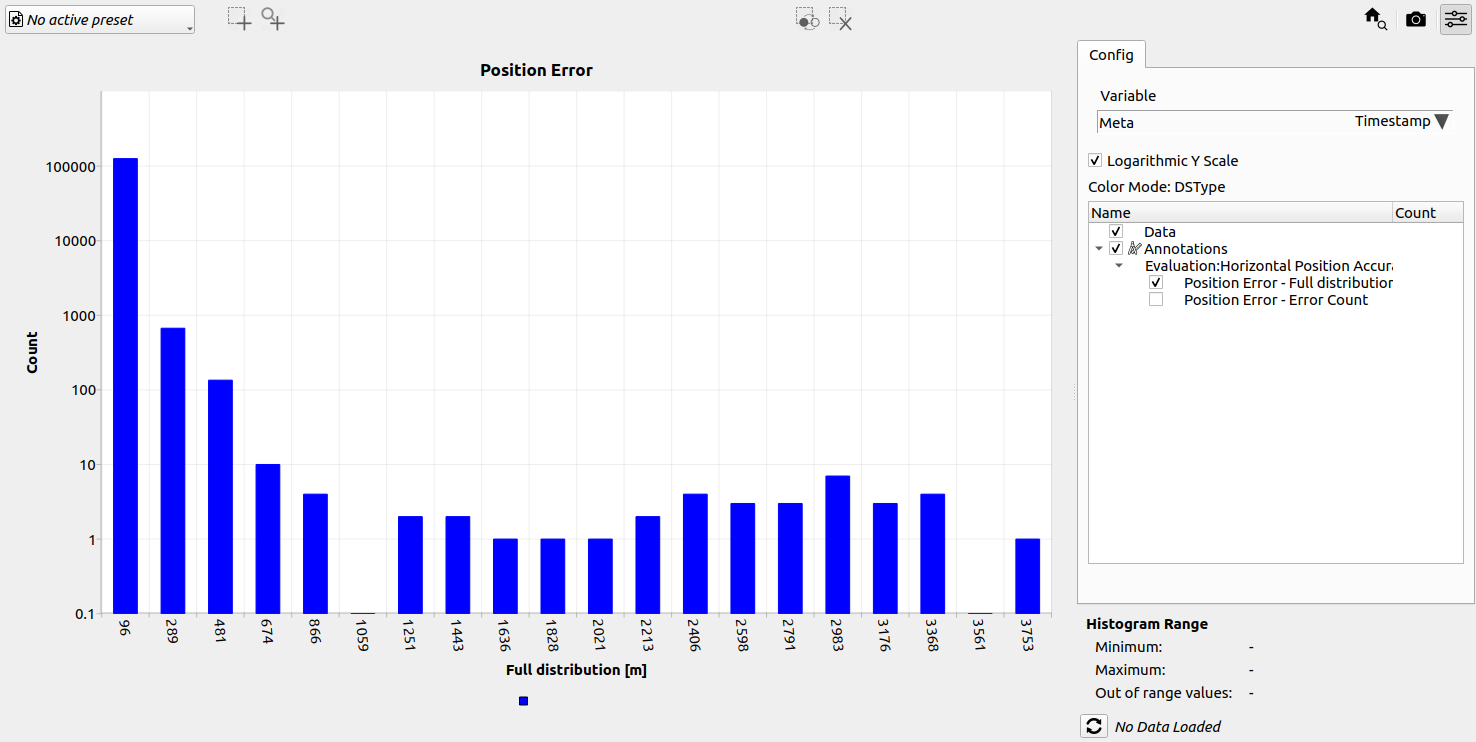 No active preset
Position Error
Count
100000
10000
1000
100
10
1
0.1
96
289
481
674
866
1059
1251
1443
1636
1828
2021
2213
2406
2598
2791
2983
3176
3368
3561
3753
Full distribution [m]
Config
Variable
Meta Timestamp
Logarithmic Y Scale
Color Mode: DSType
Name Count
Data
Annotations
Evaluation:Horizontal Position Accura
Position Error - Full distribution
Position Error - Error Count
Histogram Range
Minimum: -
Maximum: -
Out of range values: -
No Data Loaded